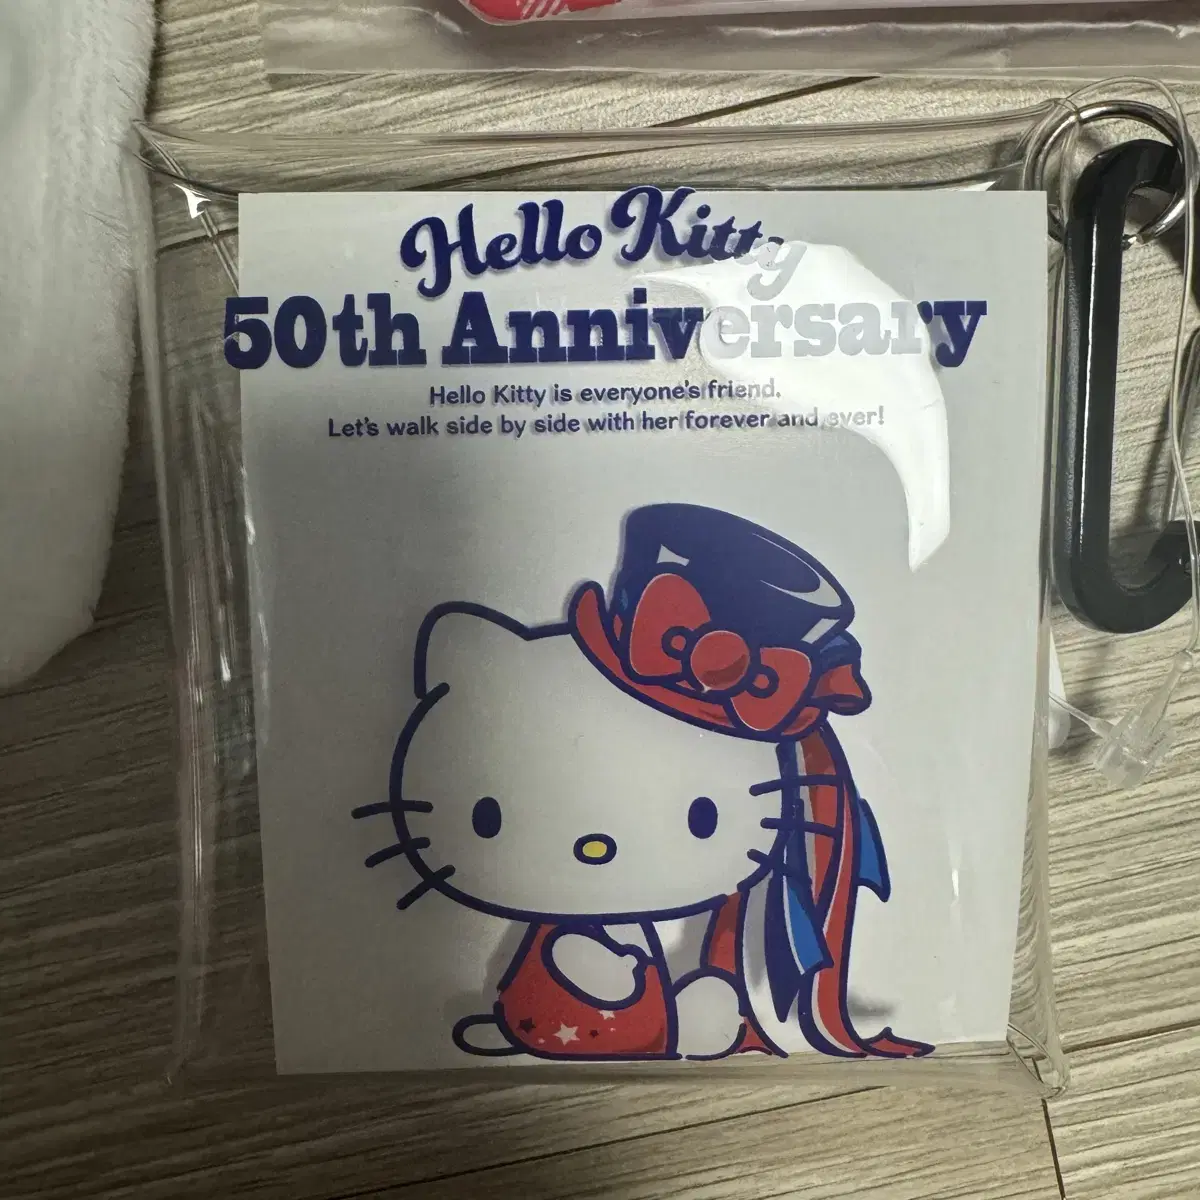 Hello Kitty
50th Anniversary
Hello Kitty is everyone's friend.
Let's walk side by side with her forever and ever!